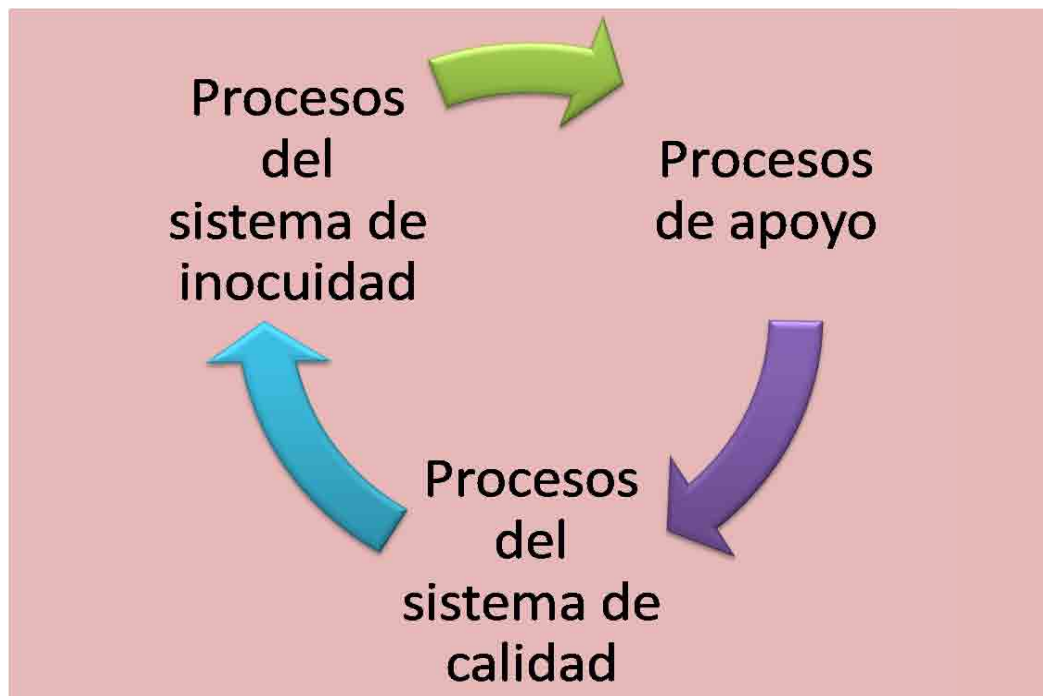 Procesos
del
sistema de
inocuidad
Procesos
de apoyo
Procesos
del
sistema de
calidad